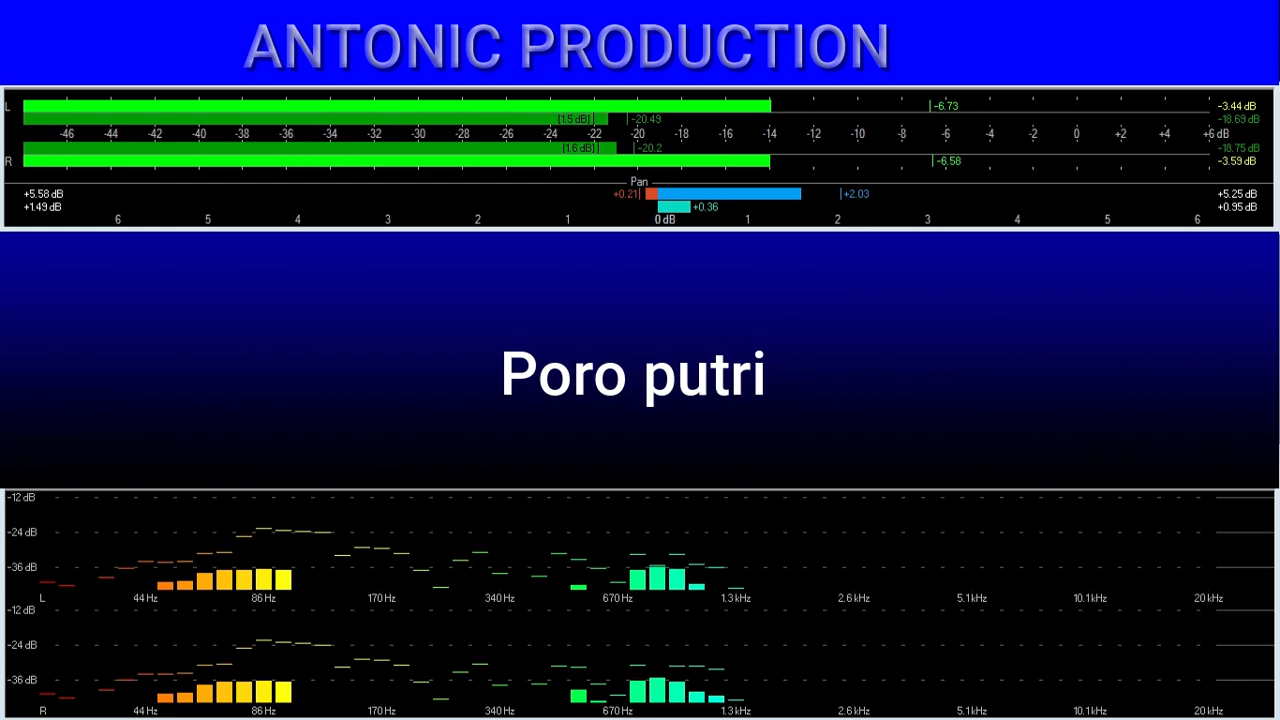 ANTONIC PRODUCTION
L -6.73 -3.44 dB
[1.5 dB] -20.49 -18.69 dB
-46 -44 -42 -40 -38 -36 -34 -32 -30 -28 -26 -24 -22 -20 -18 -16 -14 -12 -10 -8 -6 -4 -2 0 +2 +4 +6 dB
[1.6 dB] -20.2 -18.75 dB
R -6.58 -3.59 dB
Pan
+5.58 dB +0.21 +2.03 +5.25 dB
+1.49 dB +0.36 +0.95 dB
6 5 4 3 2 1 0 dB 1 2 3 4 5 6
Poro putri
-12 dB
-24 dB
-36 dB
L 44 Hz 86 Hz 170 Hz 340 Hz 670 Hz 1.3 kHz 2.6 kHz 5.1 kHz 10.1 kHz 20 kHz
-12 dB
-24 dB
-36 dB
R 44 Hz 86 Hz 170 Hz 340 Hz 670 Hz 1.3 kHz 2.6 kHz 5.1 kHz 10.1 kHz 20 kHz